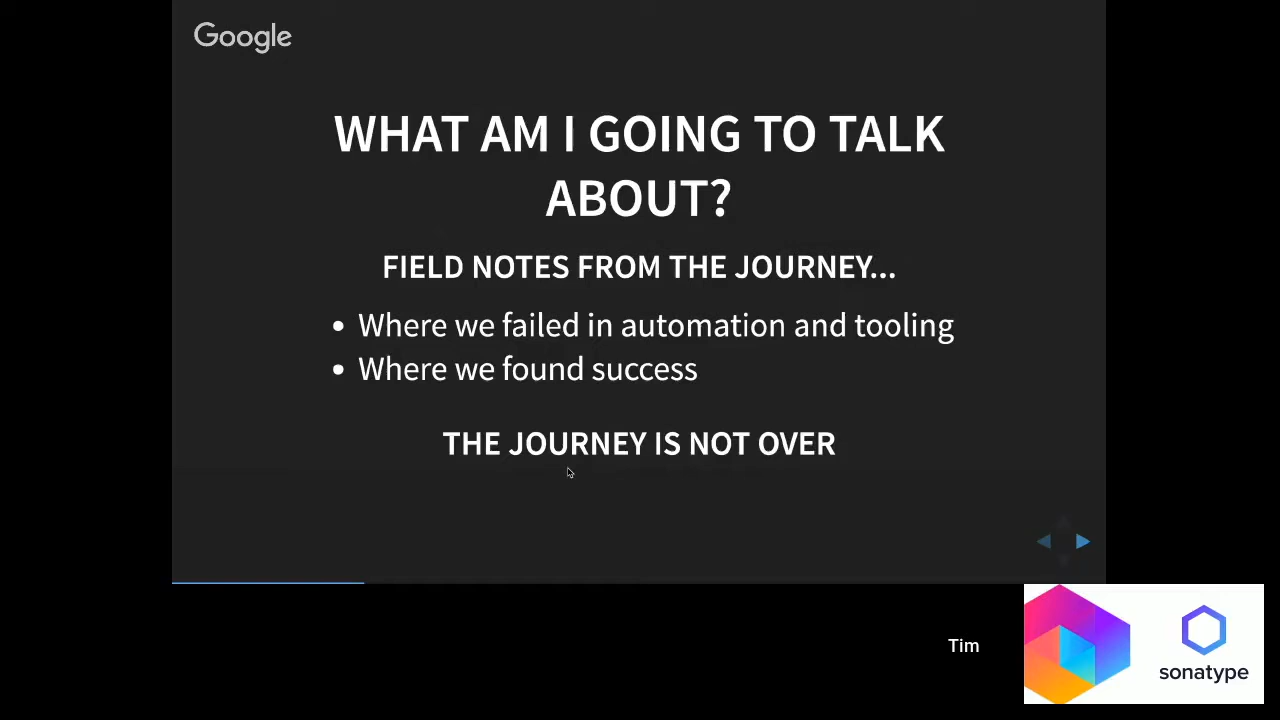 Google
WHAT AM I GOING TO TALK
ABOUT?
FIELD NOTES FROM THE JOURNEY...
• Where we failed in automation and tooling
• Where we found success
THE JOURNEY IS NOT OVER
Tim
sonatype